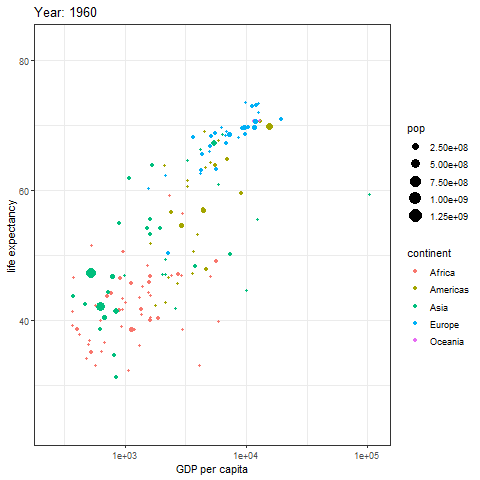 Year: 1960
80
60
40
life expectancy
1e+03
1e+04
1e+05
GDP per capita
pop
2.50e+08
5.00e+08
7.50e+08
1.00e+09
1.25e+09
continent
Africa
Americas
Asia
Europe
Oceania